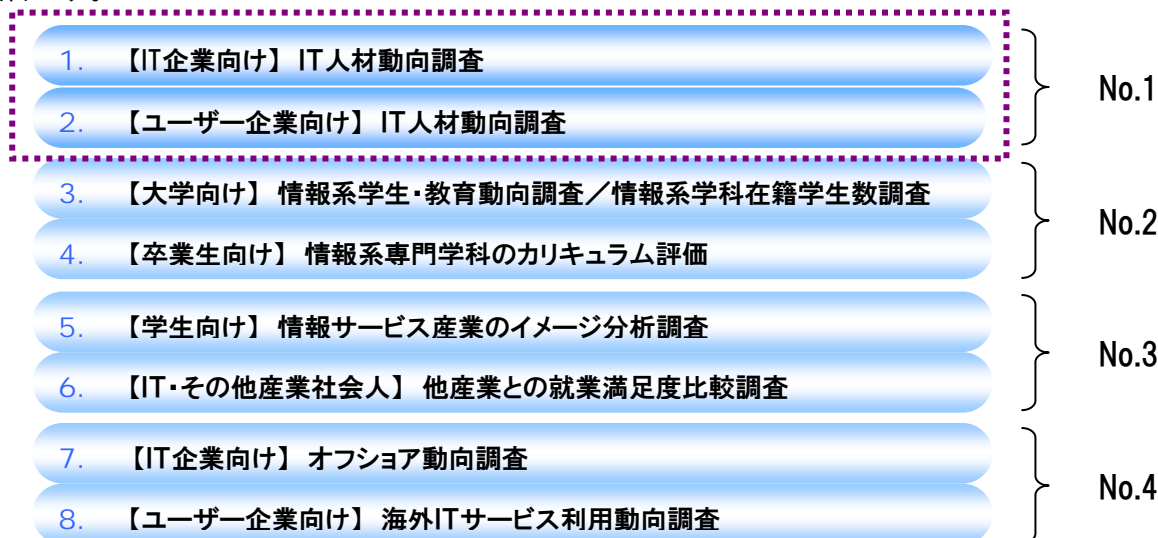 1. 【IT企業向け】 IT人材動向調査
2. 【ユーザー企業向け】 IT人材動向調査
No.1
3. 【大学向け】 情報系学生・教育動向調査／情報系学科在籍学生数調査
4. 【卒業生向け】 情報系専門学科のカリキュラム評価
No.2
5. 【学生向け】 情報サービス産業のイメージ分析調査
6. 【IT・その他産業社会人】 他産業との就業満足度比較調査
No.3
7. 【IT企業向け】 オフショア動向調査
8. 【ユーザー企業向け】 海外ITサービス利用動向調査
No.4